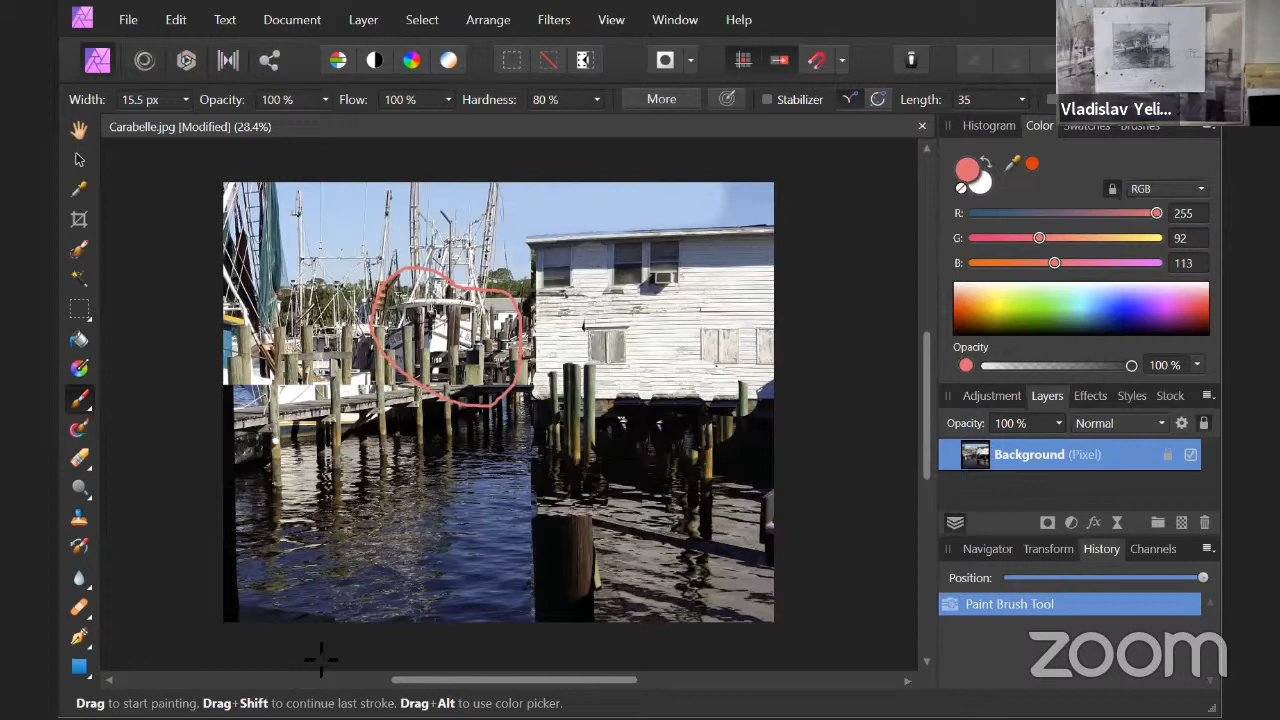 File Edit Text Document Layer Select Arrange Filters View Window Help
Width: 15.5 px Opacity: 100 % Flow: 100 % Hardness: 80 % More Stabilizer Length: 35
Vladislav Yeli...
Carabelle.jpg [Modified] (28.4%)
Histogram Color Swatches Brushes
RGB
R: 255
G: 92
B: 113
Opacity
100 %
Adjustment Layers Effects Styles Stock
Opacity: 100 % Normal
Background (Pixel)
Navigator Transform History Channels
Position:
Paint Brush Tool
zoom
Drag to start painting. Drag+Shift to continue last stroke. Drag+Alt to use color picker.